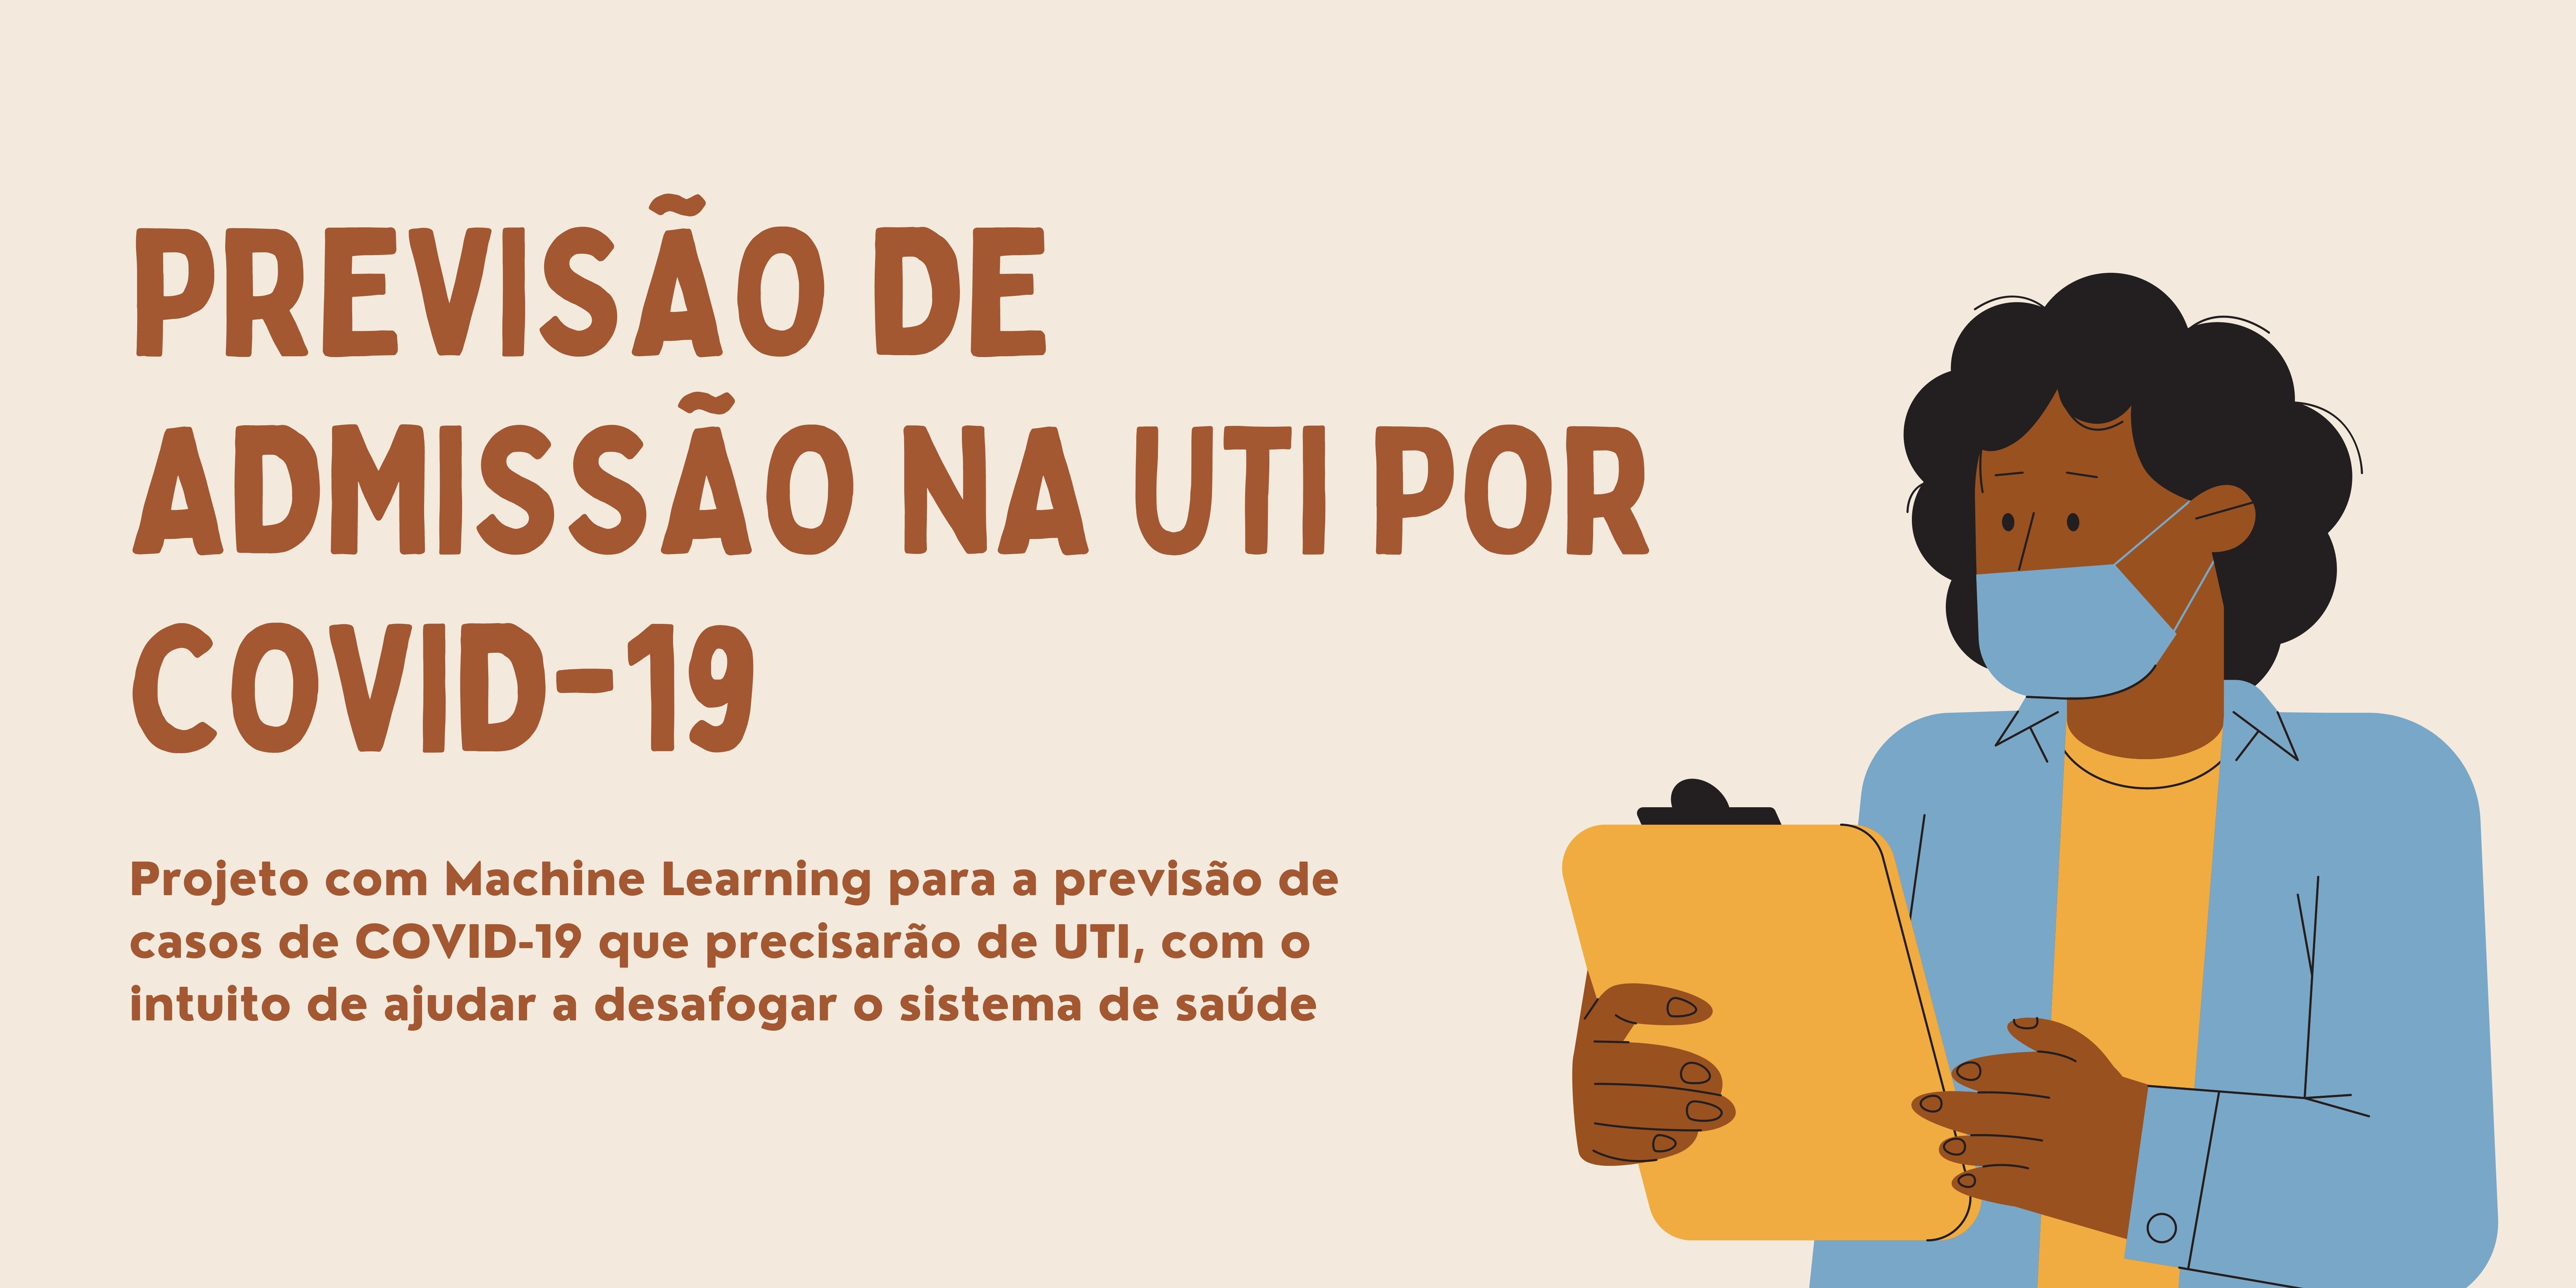 PREVISÃO DE
ADMISSÃO NA UTI POR
COVID-19
Projeto com Machine Learning para a previsão de
casos de COVID-19 que precisarão de UTI, com o
intuito de ajudar a desafogar o sistema de saúde